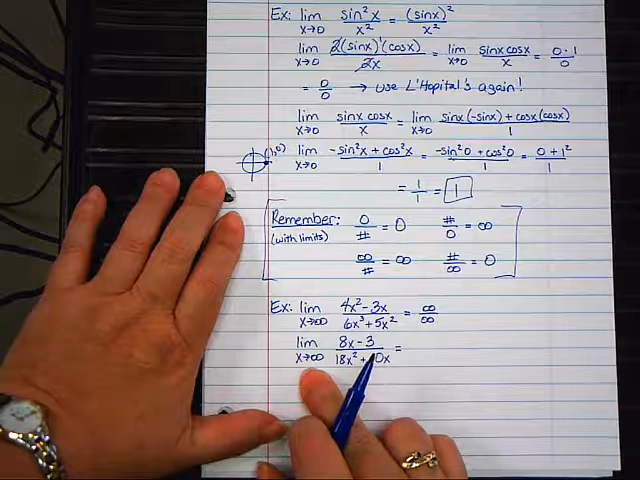 Ex: lim x→0 sin²x / x² = (sinx)² / x²
lim x→0 2(sinx)'(cosx) / 2x = lim x→0 sinx cosx / x = 0·1 / 0
= 0/0 → use L'Hopital's again!
lim x→0 sinx cosx / x = lim x→0 sinx(-sinx) + cosx(cosx) / 1
(1,0) lim x→0 -sin²x + cos²x / 1 = -sin²0 + cos²0 / 1 = 0 + 1² / 1
= 1/1 = 1
Remember: 0/# = 0 #/0 = ∞
(with limits) ∞/# = ∞ #/∞ = 0
Ex: lim x→∞ 4x² - 3x / 6x³ + 5x² = ∞/∞
lim x→∞ 8x - 3 / 18x² + 0x =